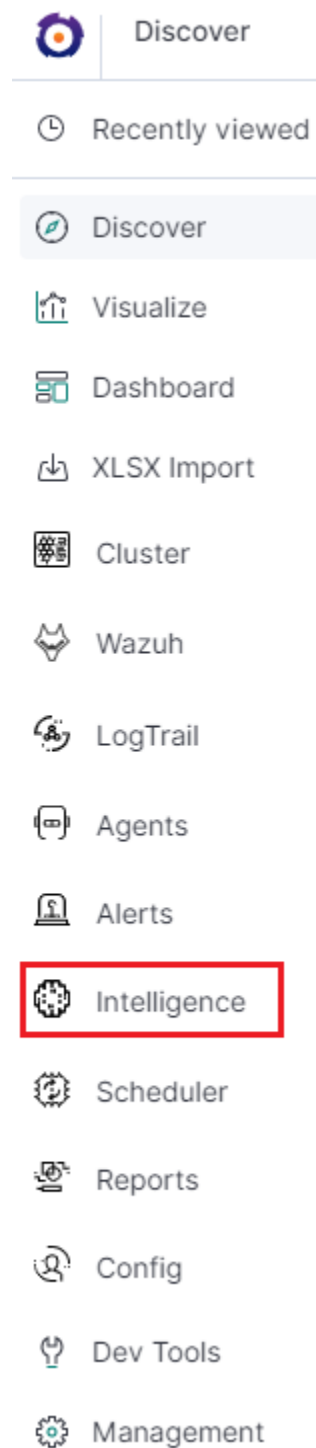 Discover
Recently viewed
Discover
Visualize
Dashboard
XLSX Import
Cluster
Wazuh
LogTrail
Agents
Alerts
Intelligence
Scheduler
Reports
Config
Dev Tools
Management